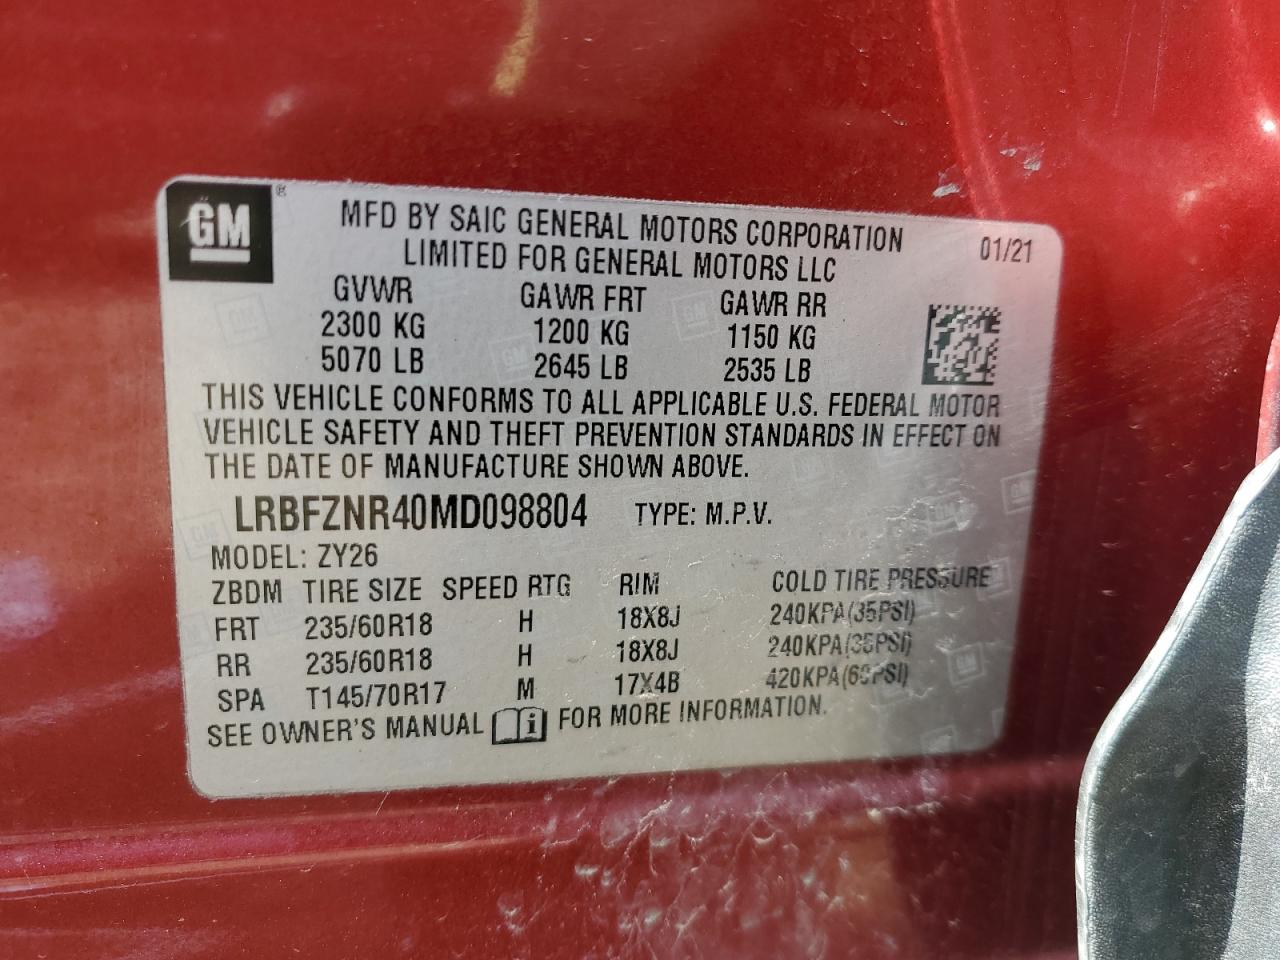 GM ®
MFD BY SAIC GENERAL MOTORS CORPORATION 01/21
LIMITED FOR GENERAL MOTORS LLC
GVWR GAWR FRT GAWR RR
2300 KG 1200 KG 1150 KG
5070 LB 2645 LB 2535 LB
THIS VEHICLE CONFORMS TO ALL APPLICABLE U.S. FEDERAL MOTOR
VEHICLE SAFETY AND THEFT PREVENTION STANDARDS IN EFFECT ON
THE DATE OF MANUFACTURE SHOWN ABOVE.
LRBFZNR40MD098804 TYPE: M.P.V.
MODEL: ZY26
ZBDM TIRE SIZE SPEED RTG RIM COLD TIRE PRESSURE
FRT 235/60R18 H 18X8J 240KPA(35PSI)
RR 235/60R18 H 18X8J 240KPA(35PSI)
SPA T145/70R17 M 17X4B 420KPA(60PSI)
SEE OWNER'S MANUAL i FOR MORE INFORMATION.